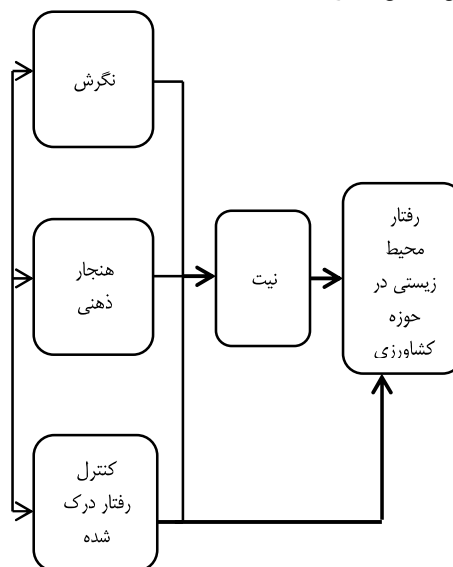 نگرش
هنجار
ذهنی
کنترل
رفتار درک
شده
نیت
رفتار
محیط
زیستی در
حوزه
کشاورزی